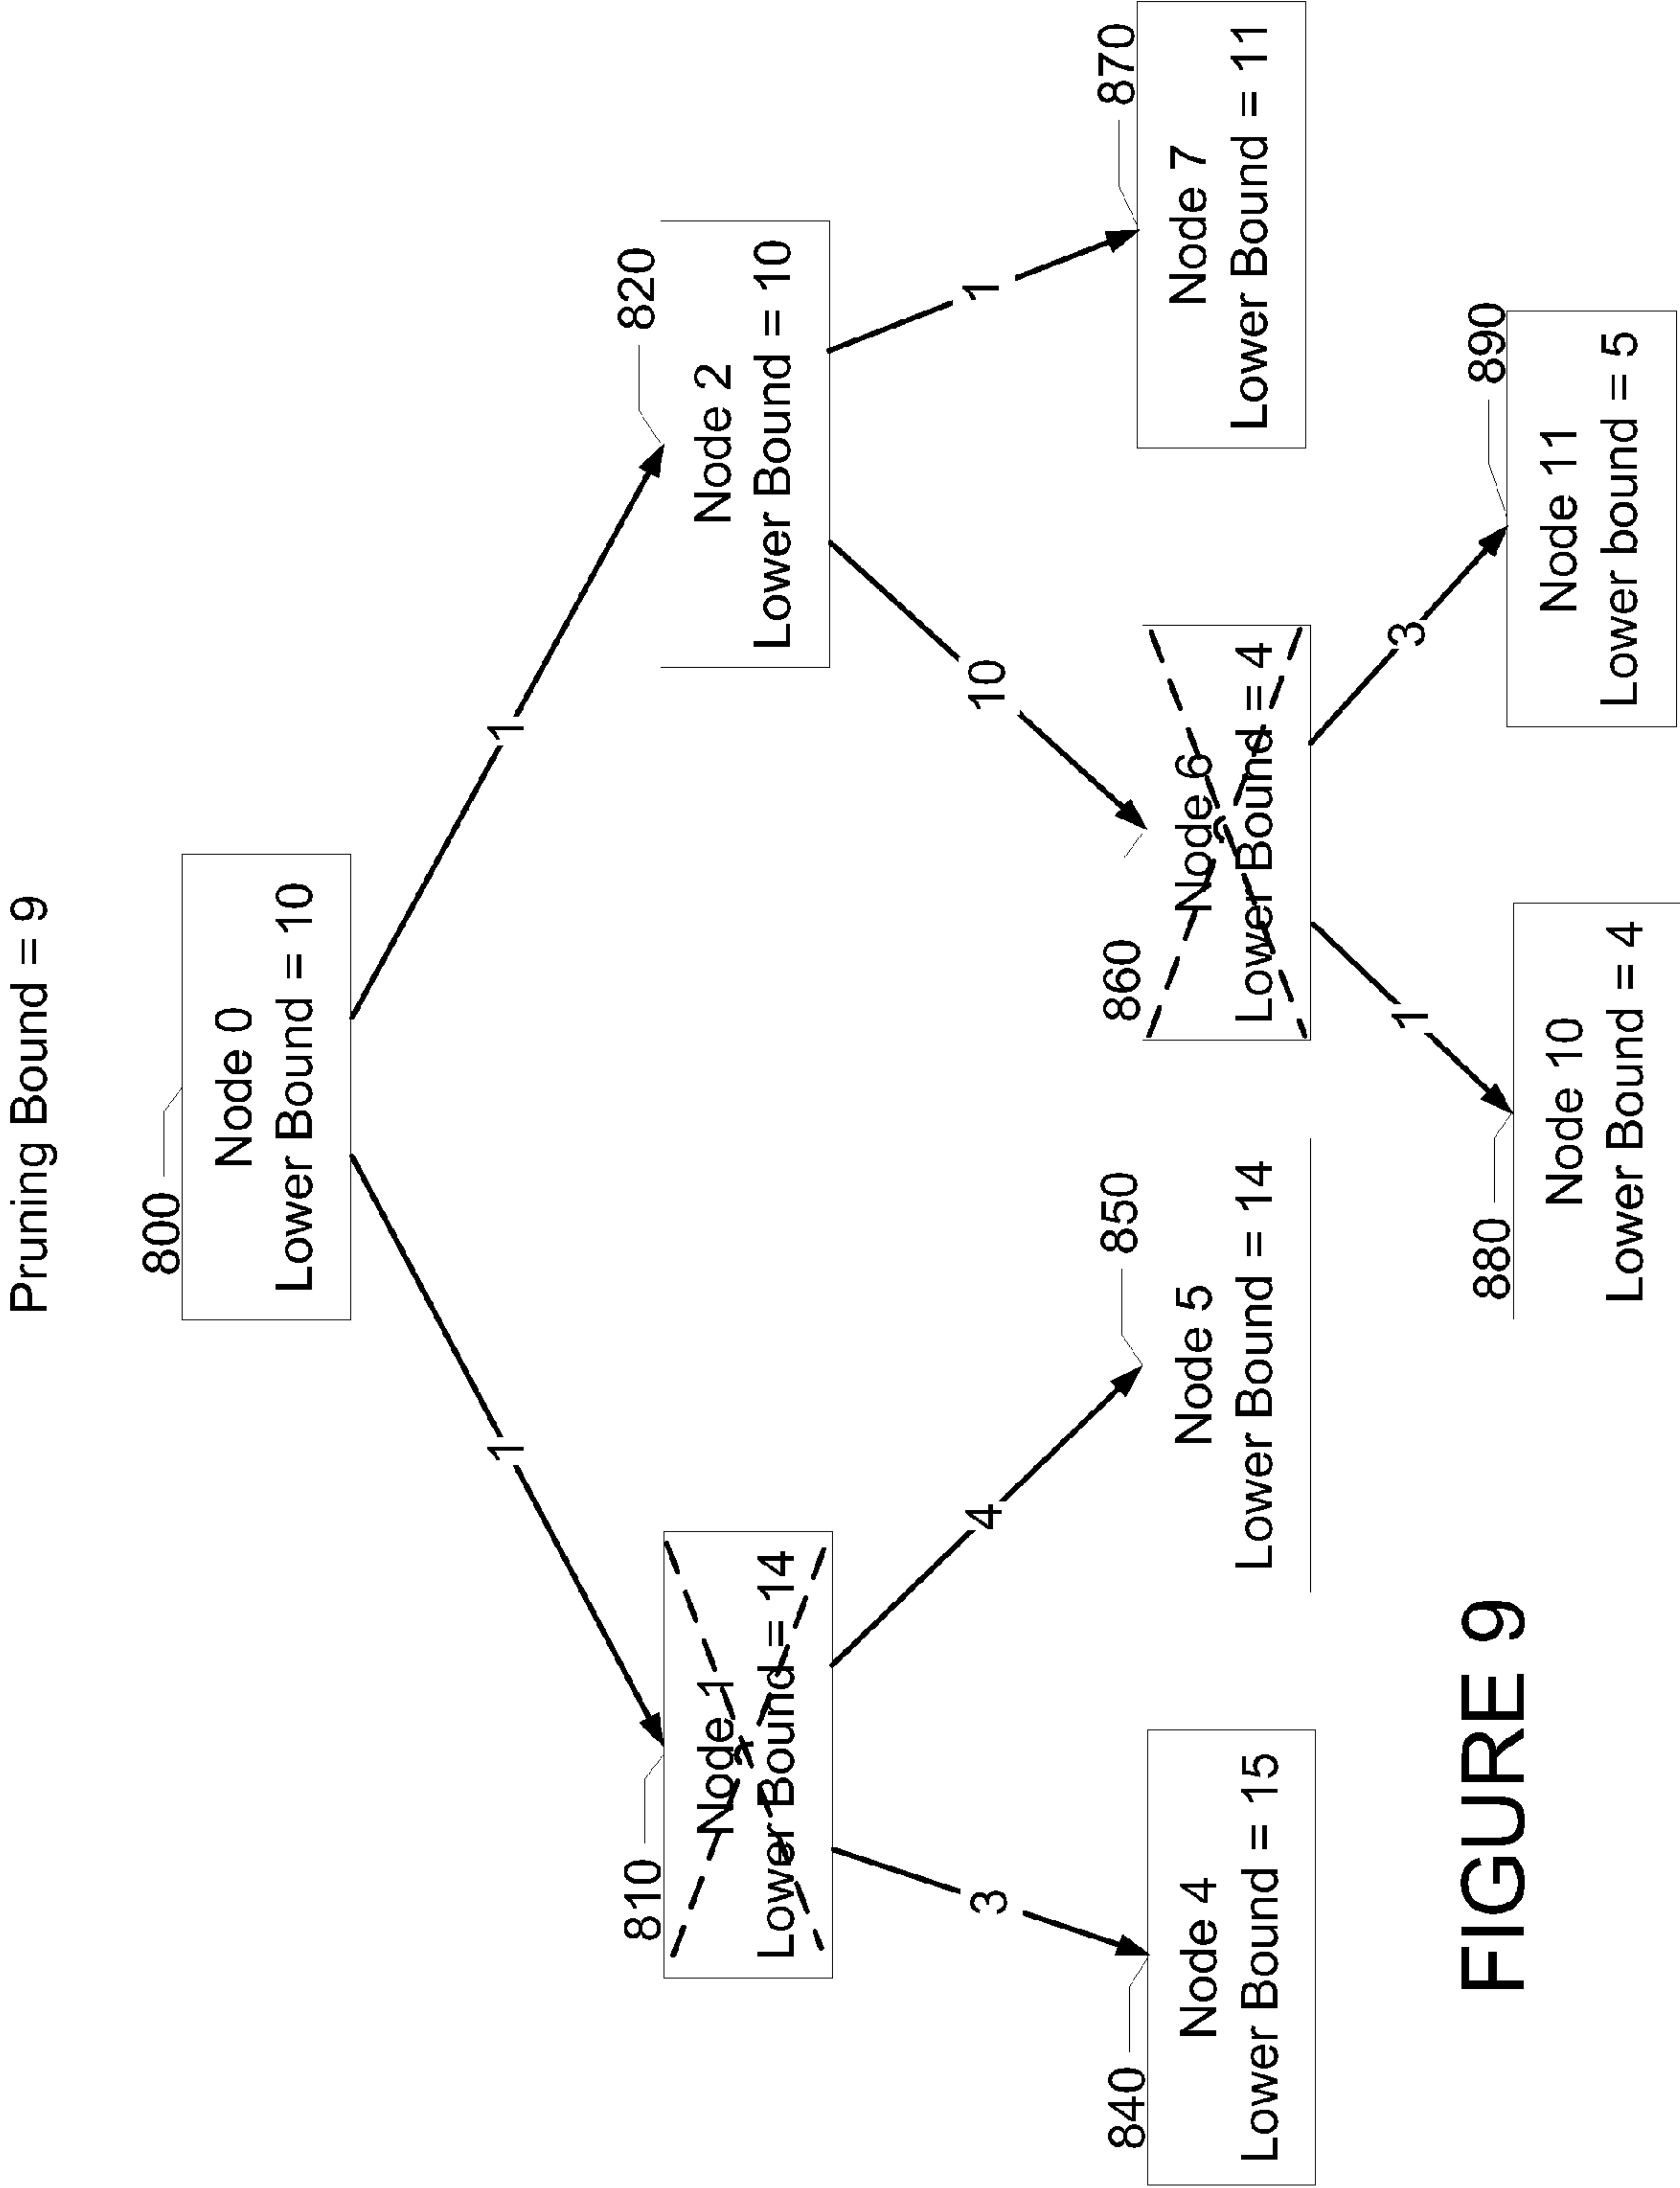 Pruning Bound = 9
800
Node 0
Lower Bound = 10
1
1
810
Node 1
Lower Bound = 14
820
Node 2
Lower Bound = 10
3
4
10
1
840
Node 4
Lower Bound = 15
850
Node 5
Lower Bound = 14
860
Node 6
Lower Bound = 4
870
Node 7
Lower Bound = 11
1
3
880
Node 10
Lower Bound = 4
890
Node 11
Lower bound = 5
FIGURE 9